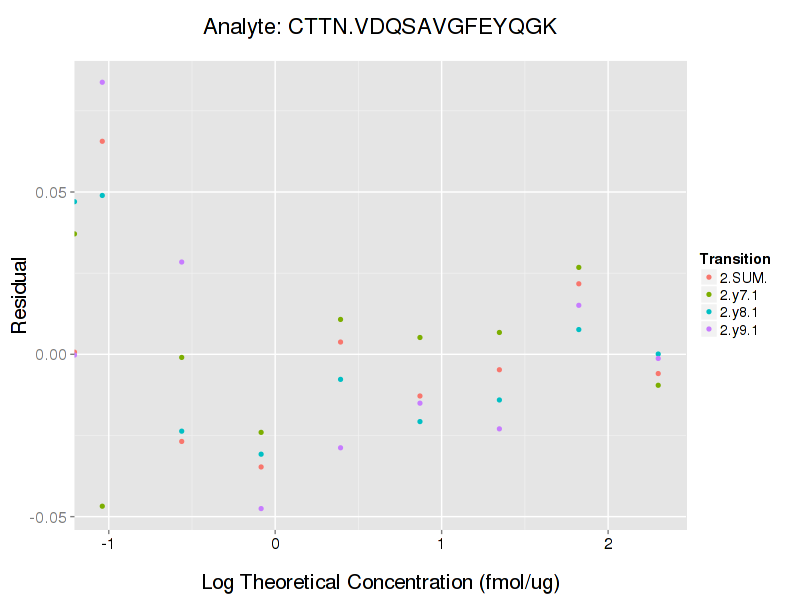 Analyte: CTTN.VDQSAVGFEYQGK
Residual
0.05
0.00
-0.05
-1
0
1
2
Log Theoretical Concentration (fmol/ug)
Transition
2.SUM.
2.y7.1
2.y8.1
2.y9.1